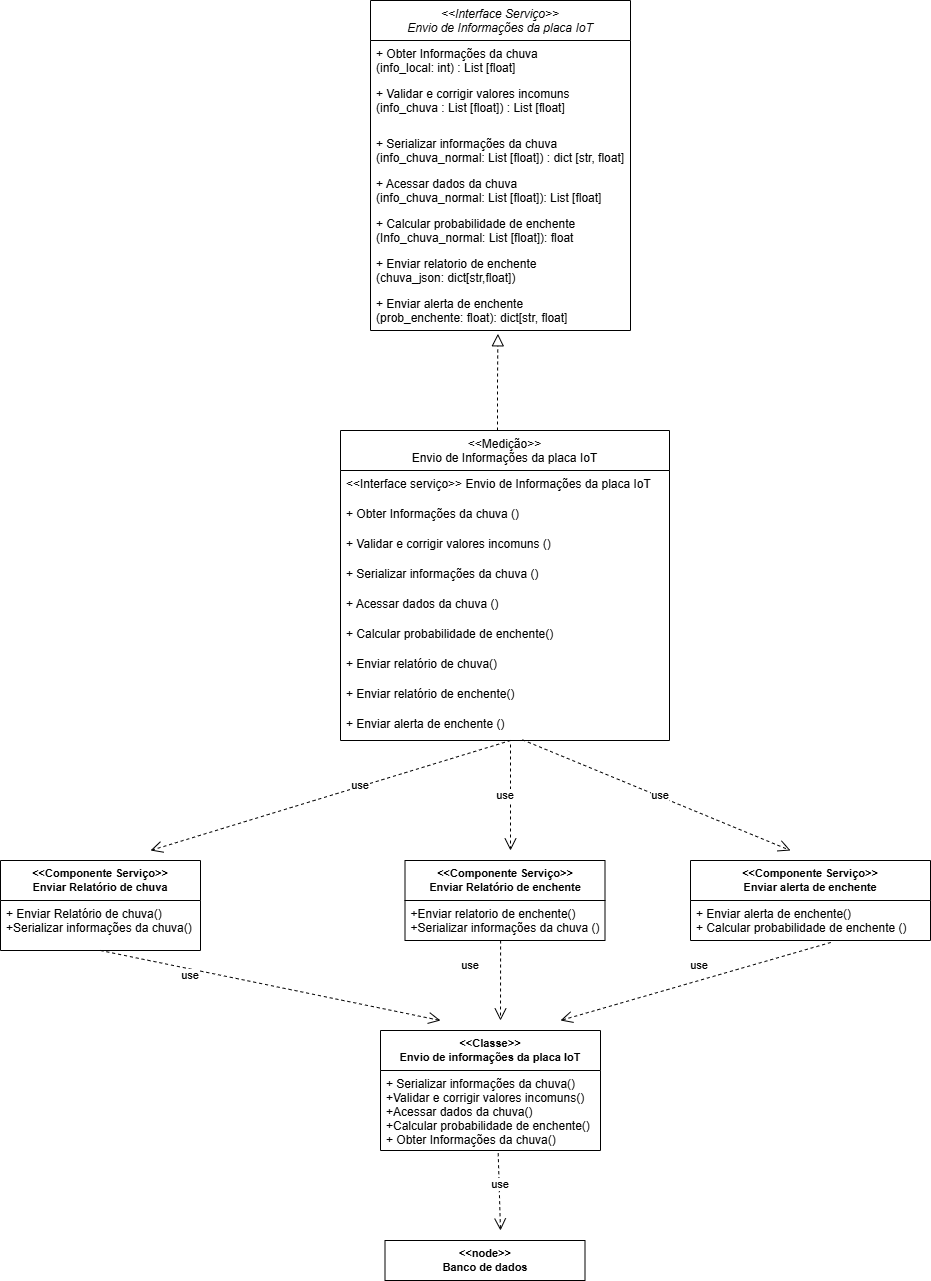 <<Interface Serviço>>
Envio de Informações da placa IoT
+ Obter Informações da chuva
(info_local: int) : List [float]
+ Validar e corrigir valores incomuns
(info_chuva : List [float]) : List [float]
+ Serializar informações da chuva
(info_chuva_normal: List [float]) : dict [str, float]
+ Acessar dados da chuva
(info_chuva_normal: List [float]): List [float]
+ Calcular probabilidade de enchente
(Info_chuva_normal: List [float]): float
+ Enviar relatorio de enchente
(chuva_json: dict[str,float])
+ Enviar alerta de enchente
(prob_enchente: float): dict[str, float]
<<Medição>>
Envio de Informações da placa IoT
<<Interface serviço>> Envio de Informações da placa IoT
+ Obter Informações da chuva ()
+ Validar e corrigir valores incomuns ()
+ Serializar informações da chuva ()
+ Acessar dados da chuva ()
+ Calcular probabilidade de enchente()
+ Enviar relatório de chuva()
+ Enviar relatório de enchente()
+ Enviar alerta de enchente ()
use
use
use
<<Componente Serviço>>
Enviar Relatório de chuva
+ Enviar Relatório de chuva()
+Serializar informações da chuva()
<<Componente Serviço>>
Enviar Relatório de enchente
+Enviar relatorio de enchente()
+Serializar informações da chuva ()
<<Componente Serviço>>
Enviar alerta de enchente
+ Enviar alerta de enchente()
+ Calcular probabilidade de enchente ()
use
use
use
<<Classe>>
Envio de informações da placa IoT
+ Serializar informações da chuva()
+Validar e corrigir valores incomuns()
+Acessar dados da chuva()
+Calcular probabilidade de enchente()
+ Obter Informações da chuva()
use
<<node>>
Banco de dados